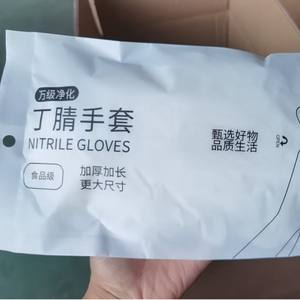 万级净化
丁腈手套
NITRILE GLOVES
食品级
加厚加长
更大尺寸
甄选好物
品质生活